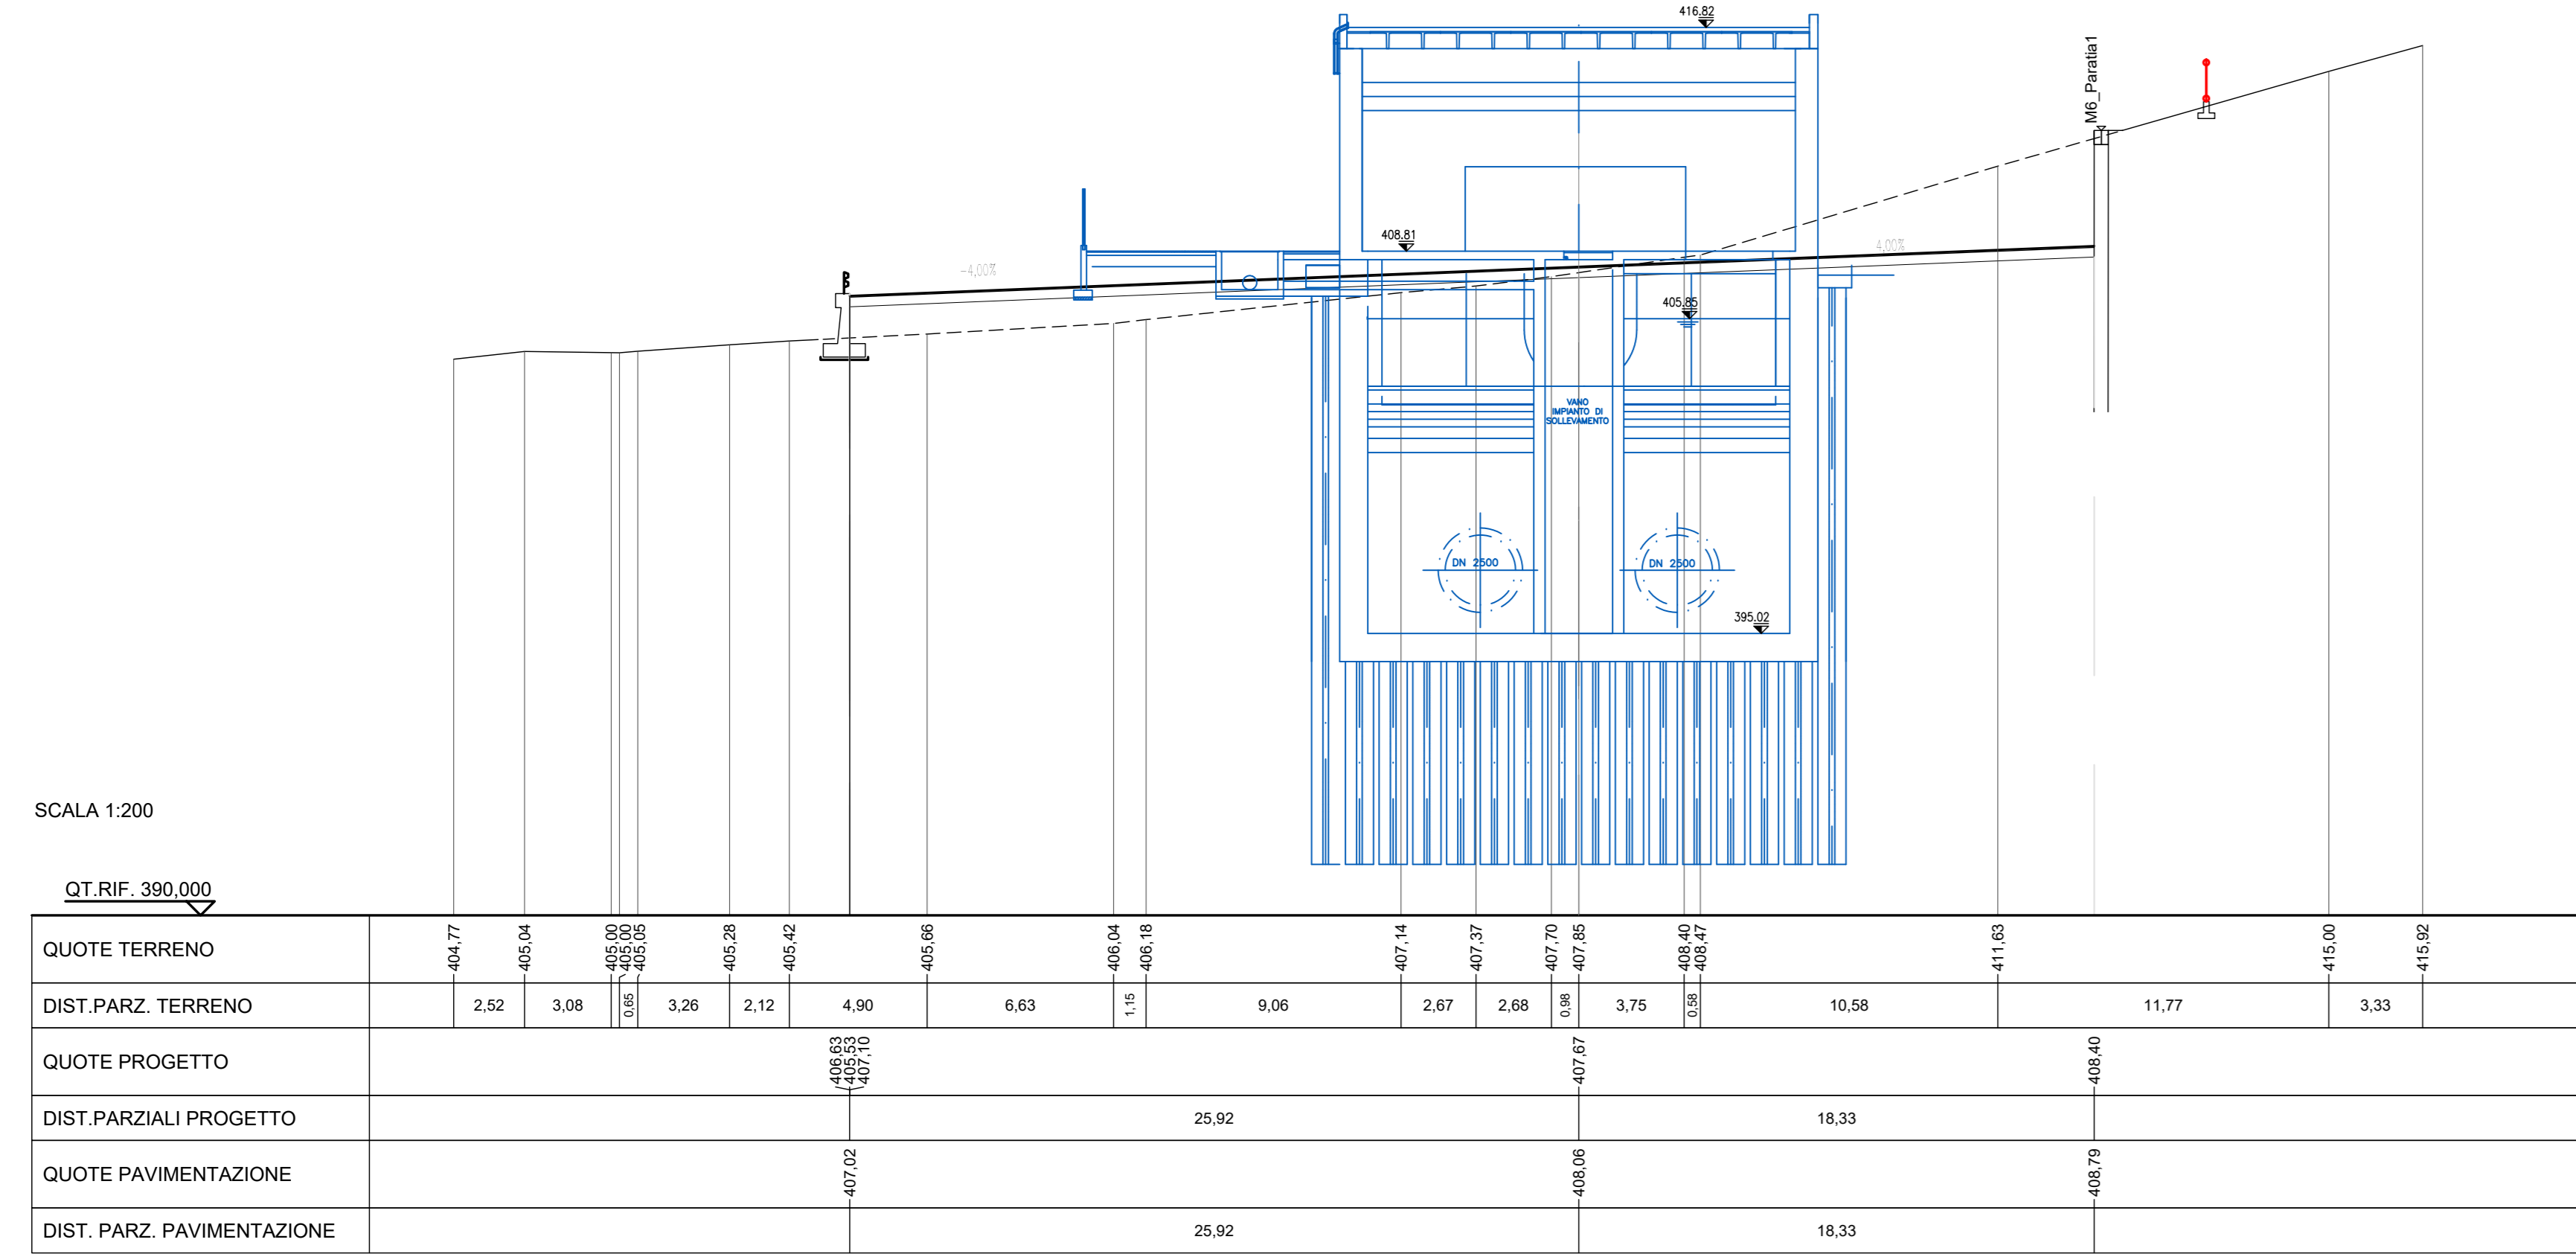 416.82
M6_Paratia1
408.81
4,00%
-4,00%
405.85
VANO
IMPIANTO DI
SOLLEVAMENTO
DN 2500
DN 2500
395.02
SCALA 1:200
QT.RIF. 390,000
QUOTE TERRENO 404,77 405,04 405,00 405,00 405,05 405,28 405,42 405,66 406,04 406,18 407,14 407,37 407,70 407,85 408,40 408,47 411,63 415,00 415,92
DIST.PARZ. TERRENO 2,52 3,08 0,65 3,26 2,12 4,90 6,63 1,15 9,06 2,67 2,68 0,98 3,75 0,58 10,58 11,77 3,33
QUOTE PROGETTO 406,63 405,53 407,10 407,67 408,40
DIST.PARZIALI PROGETTO 25,92 18,33
QUOTE PAVIMENTAZIONE 407,02 408,06 408,79
DIST. PARZ. PAVIMENTAZIONE 25,92 18,33